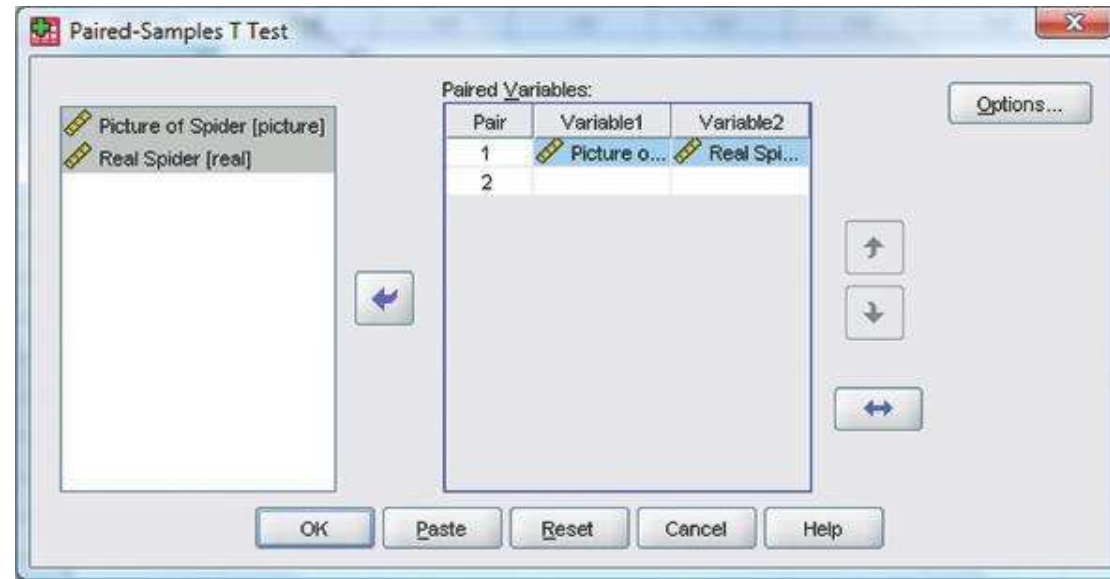 Paired-Samples T Test
Picture of Spider [picture]
Real Spider [real]
Paired Variables:
Pair Variable1 Variable2
1 Picture o... Real Spi...
2
Options...
OK Paste Reset Cancel Help